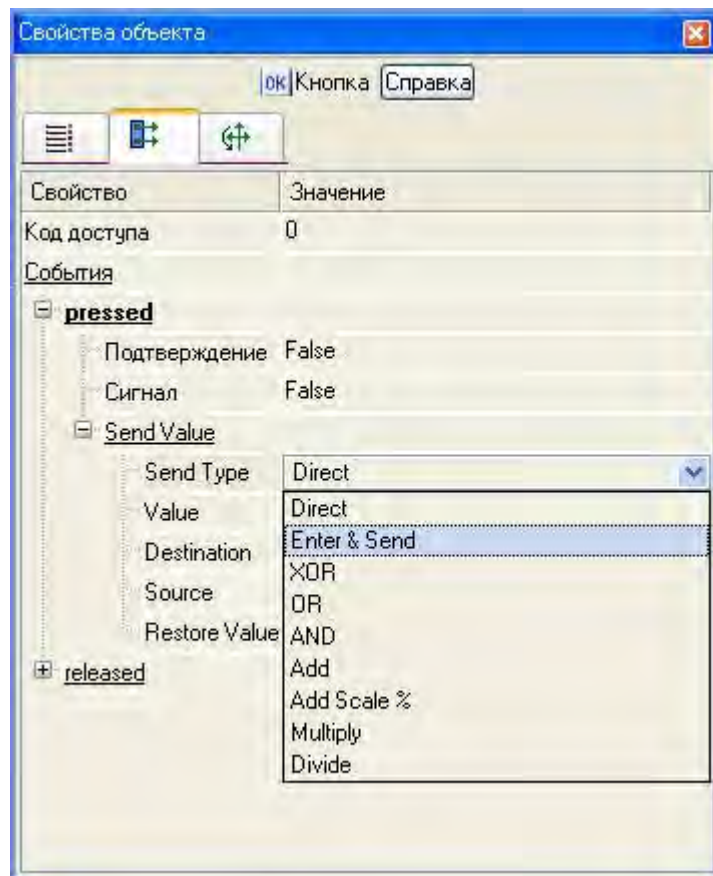 Свойства объекта
OK Кнопка Справка
Свойство Значение
Код доступа 0
События
pressed
Подтверждение False
Сигнал False
Send Value
Send Type Direct
Value Direct
Enter & Send
Destination
XOR
Source
OR
Restore Value AND
released Add
Add Scale %
Multiply
Divide